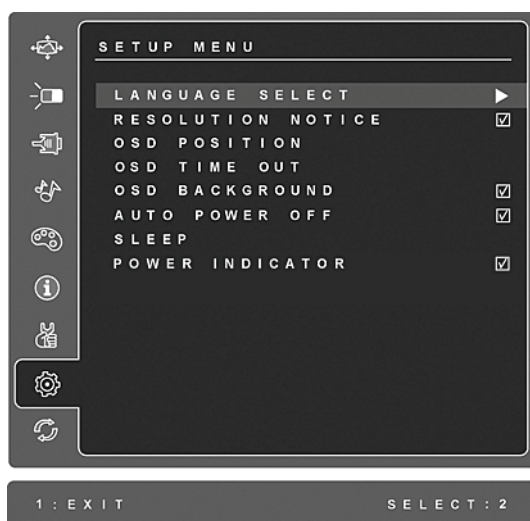 SETUP MENU
LANGUAGE SELECT
RESOLUTION NOTICE
OSD POSITION
OSD TIME OUT
OSD BACKGROUND
AUTO POWER OFF
SLEEP
POWER INDICATOR
1:EXIT SELECT:2